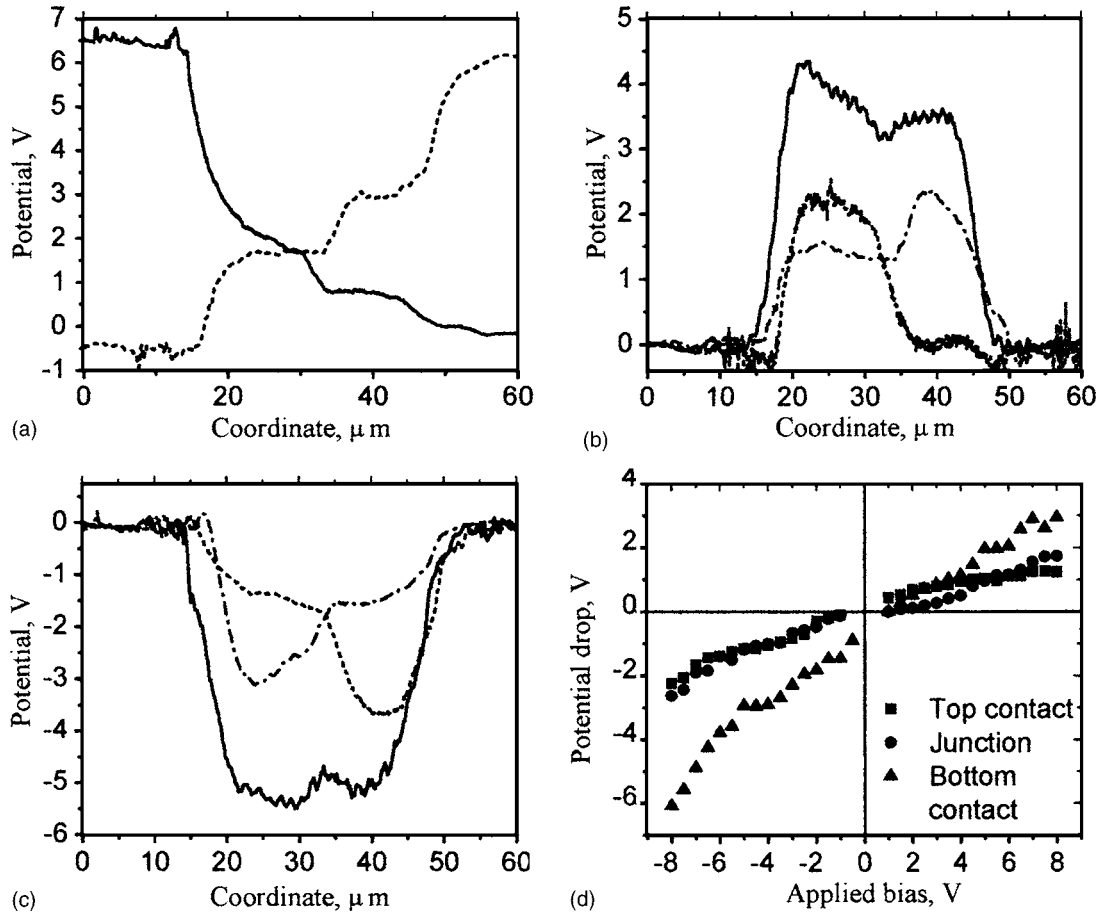 7
6
5
4
3
2
1
0
-1
Potential, V
0 20 40 60
Coordinate, μ m
(a)
5
4
3
2
1
0
Potential, V
0 10 20 30 40 50 60
Coordinate, μ m
(b)
0
-1
-2
-3
-4
-5
-6
Potential, V
0 10 20 30 40 50 60
Coordinate, μ m
(c)
4
2
0
-2
-4
-6
Potential drop, V
Top contact
Junction
Bottom
contact
-8 -6 -4 -2 0 2 4 6 8
Applied bias, V
(d)